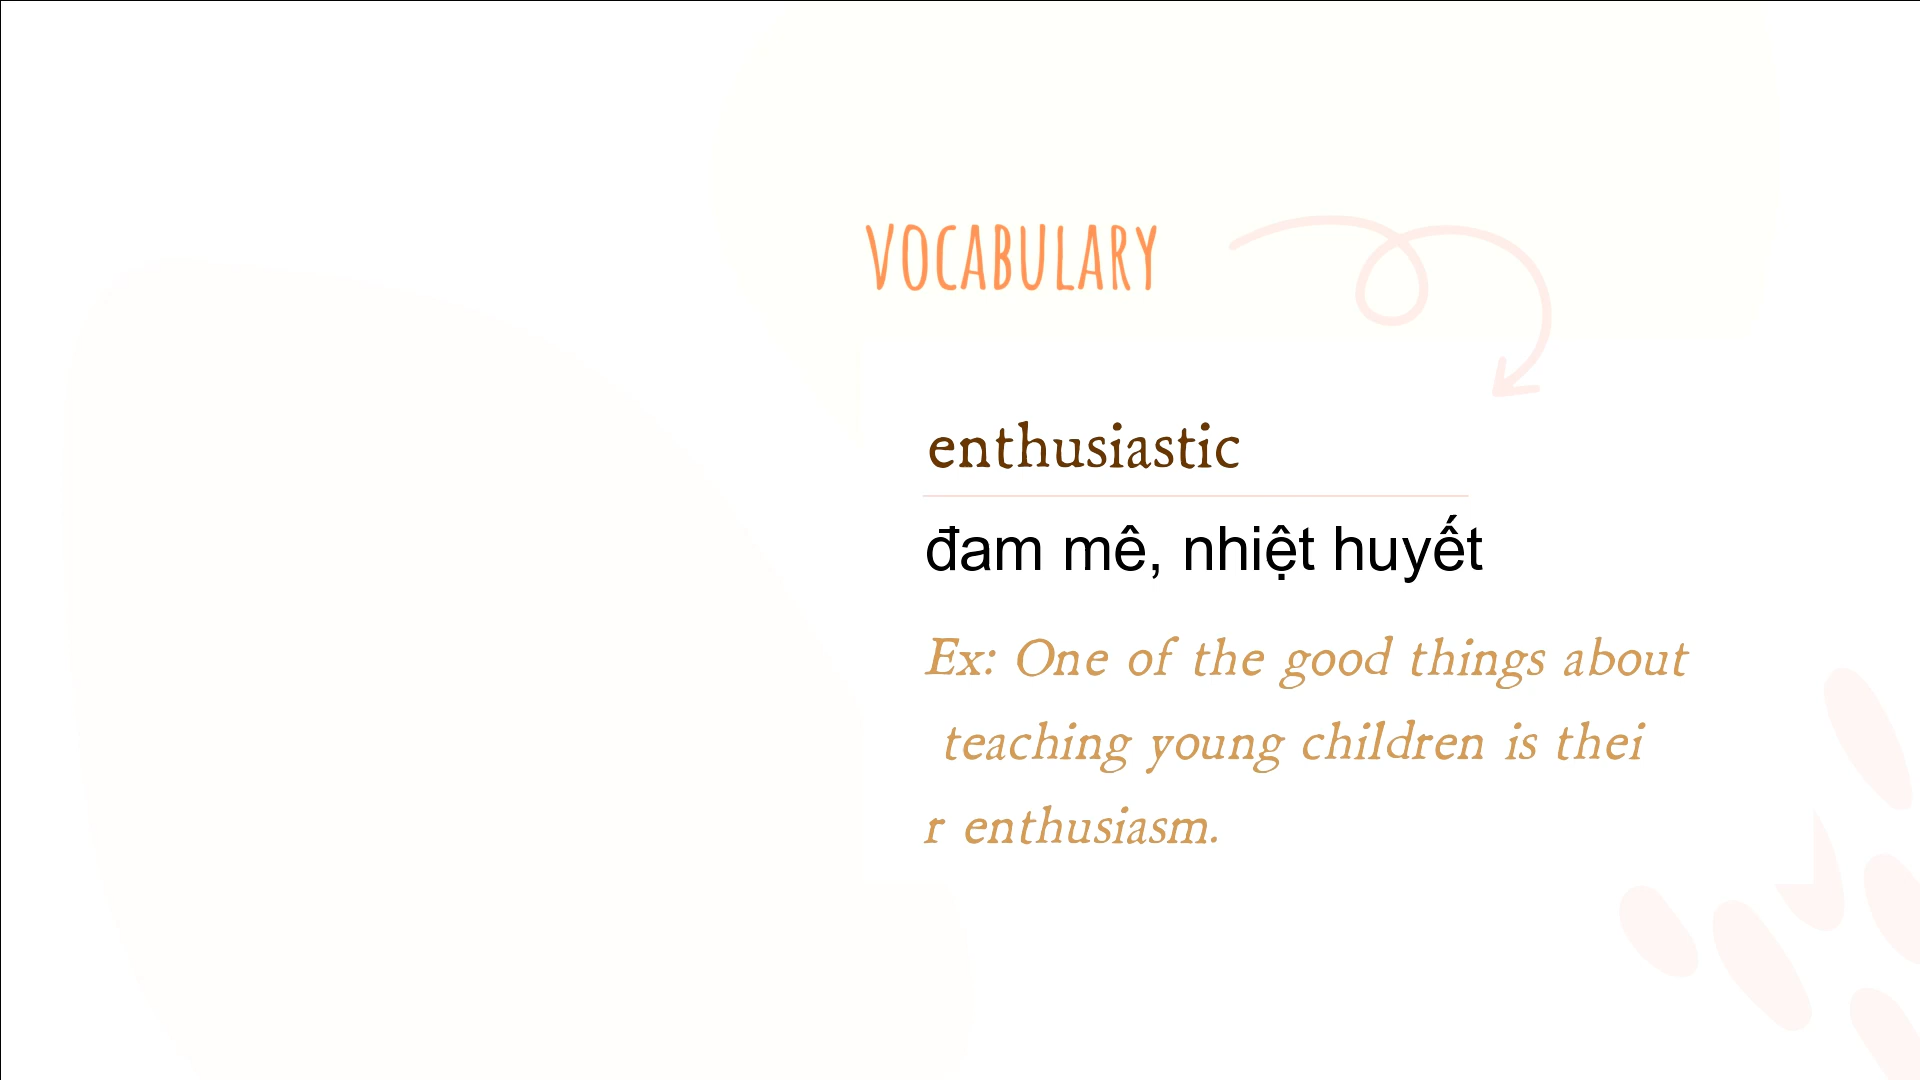 VOCABULARY
enthusiastic
đam mê, nhiệt huyết
Ex: One of the good things about
teaching young children is thei
r enthusiasm.